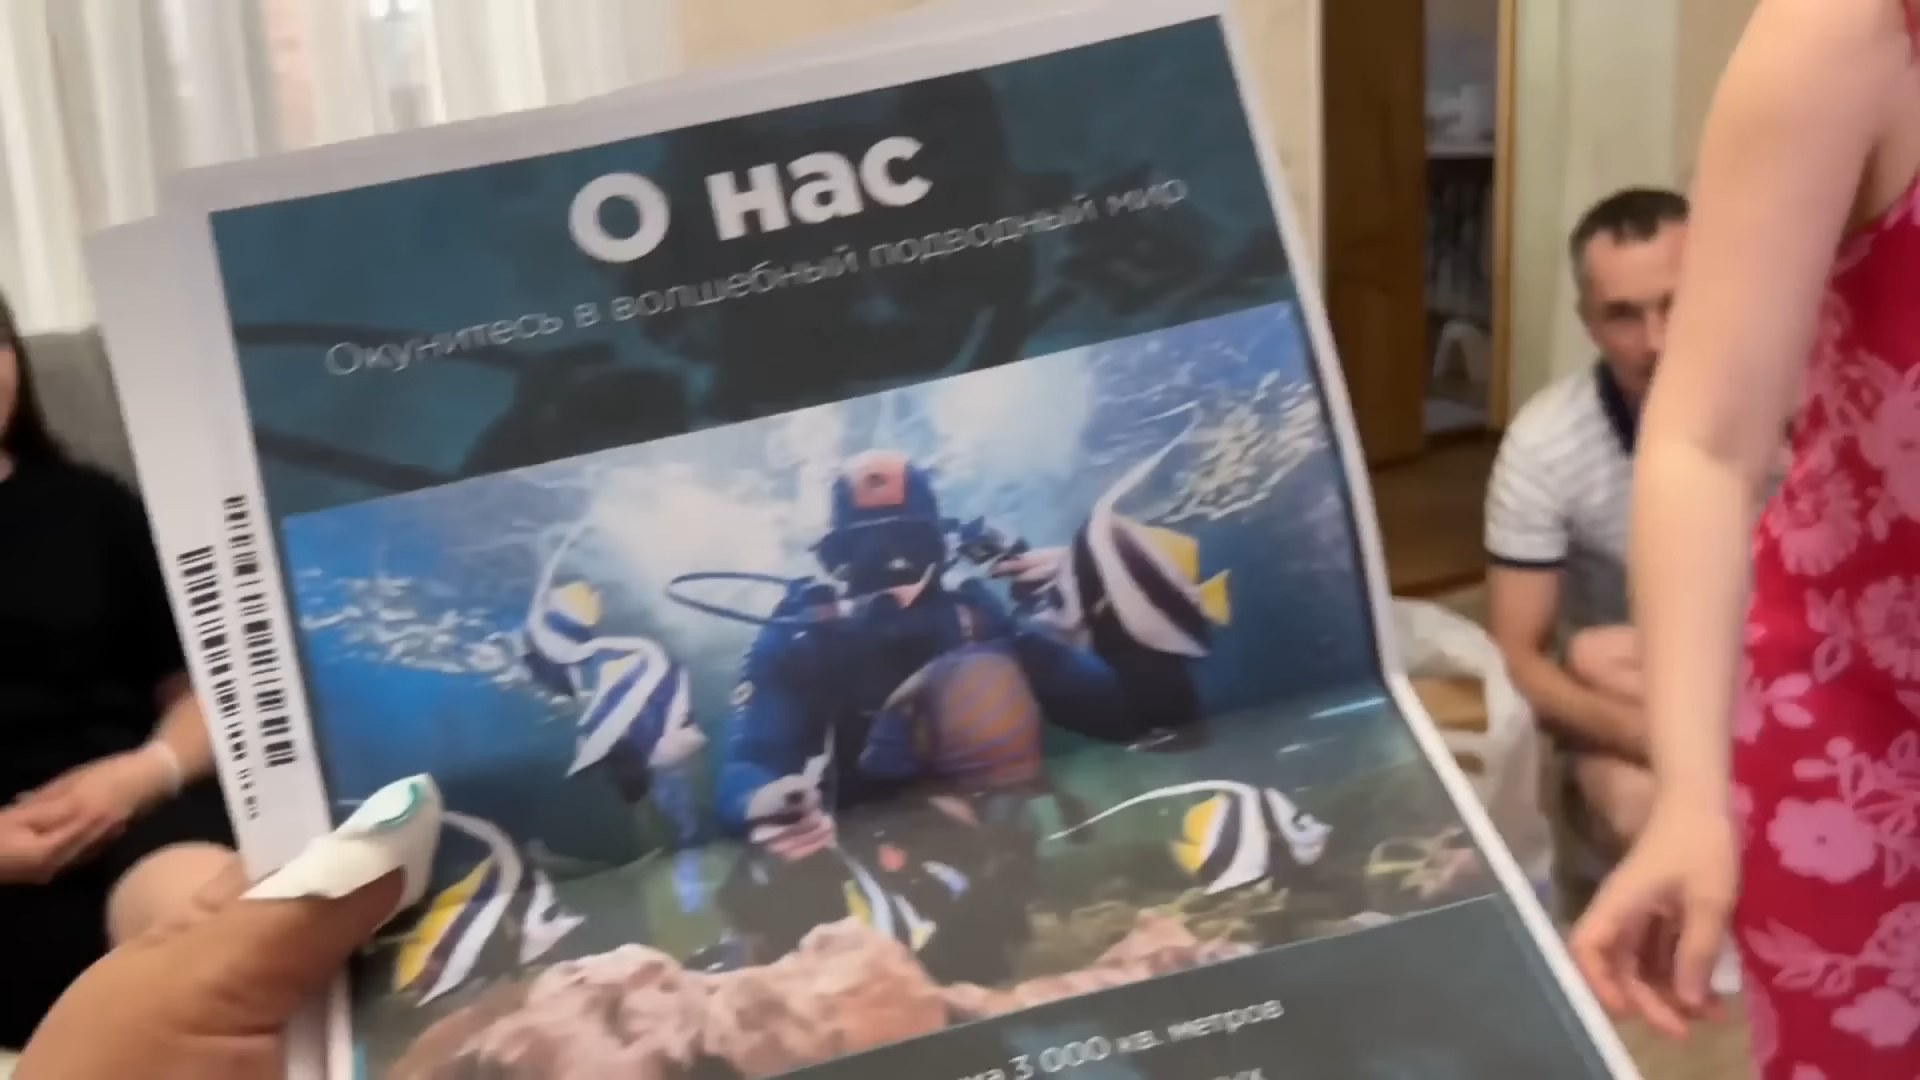 О нас
Окунитесь в волшебный подводный мир
3 000 кв. метров